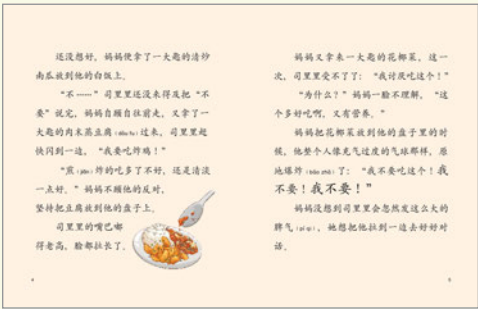 还没想好，妈妈便拿了一大匙的清炒
南瓜放到他的白饭上。
“不——”司里里还没来得及把“不
要”说完，妈妈自顾自往前走，又拿了一
大匙的肉末蒸豆腐（dòu fu）过来，司里里赶
快闪到一边，“我要吃炸鸡！”
“煎（jiān）炸的吃多了不好，还是清淡
一点好。”妈妈不顾他的反对，
坚持把豆腐放到他的盘子上。
司里里的嘴巴嘟
得老高，脸都拉长了。
4
妈妈又拿来一大匙的花椰菜，这一
次，司里里受不了了：“我讨厌吃这个！”
“为什么？”妈妈一脸不理解，“这
个多好吃啊，又有营养。”
妈妈把花椰菜放到他的盘子里的时
候，他整个人像充气过度的气球那样，原
地爆炸（bào zhà）了：“我不要吃这个！我
不要！我不要！”
妈妈没想到司里里会忽然发这么大的
脾气（pí qi），她想把他拉到一边去好好对
话。
5